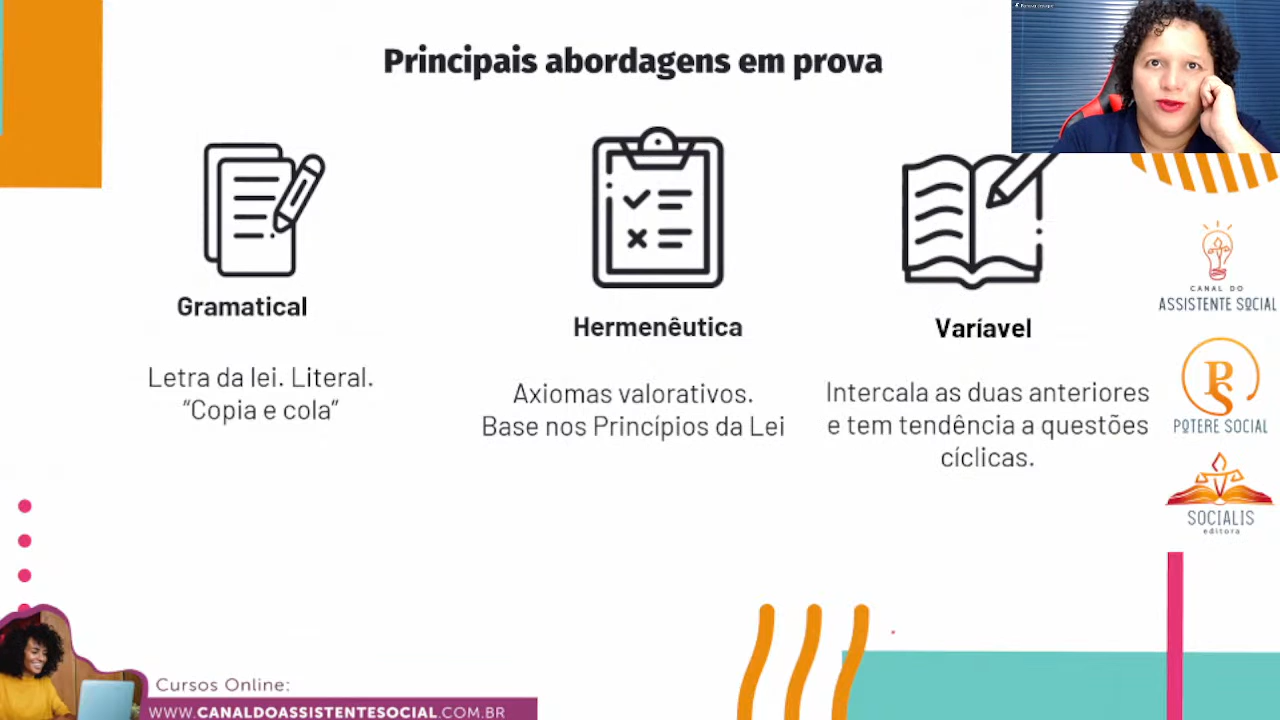 Principais abordagens em prova
Gramatical
Letra da lei. Literal.
“Copia e cola”
Hermenêutica
Axiomas valorativos.
Base nos Princípios da Lei
Varíavel
Intercala as duas anteriores
e tem tendência a questões
cíclicas.
CANAL DO
ASSISTENTE SOCIAL
PS
POTERE SOCIAL
SOCIALIS
editora
Cursos Online:
WWW.CANALDOASSISTENTESOCIAL.COM.BR